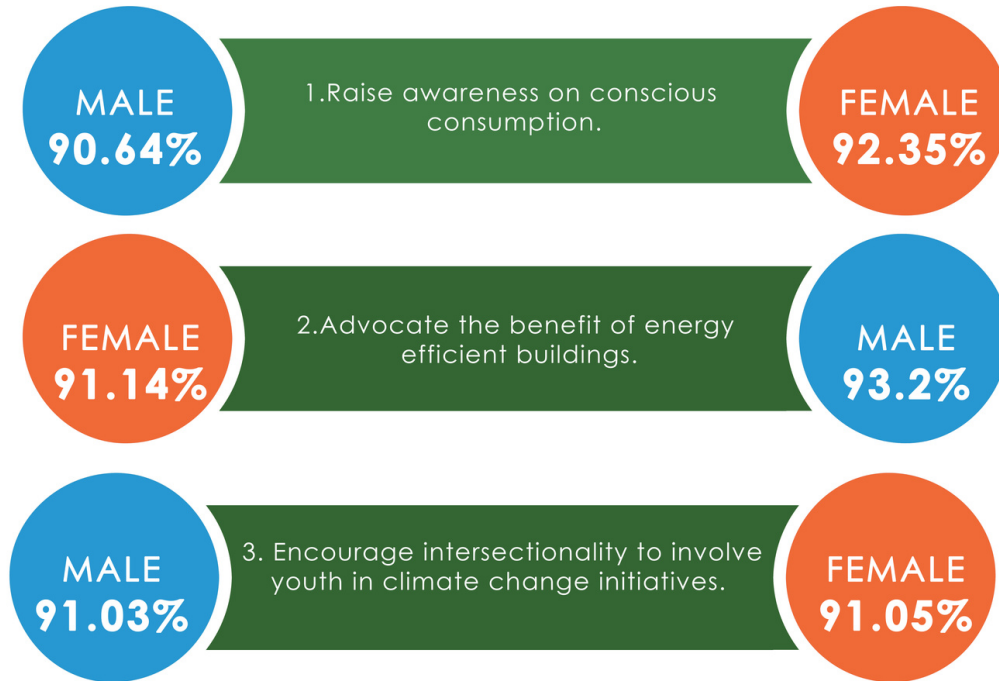 MALE
90.64%
1.Raise awareness on conscious
consumption.
FEMALE
92.35%
FEMALE
91.14%
2.Advocate the benefit of energy
efficient buildings.
MALE
93.2%
MALE
91.03%
3. Encourage intersectionality to involve
youth in climate change initiatives.
FEMALE
91.05%